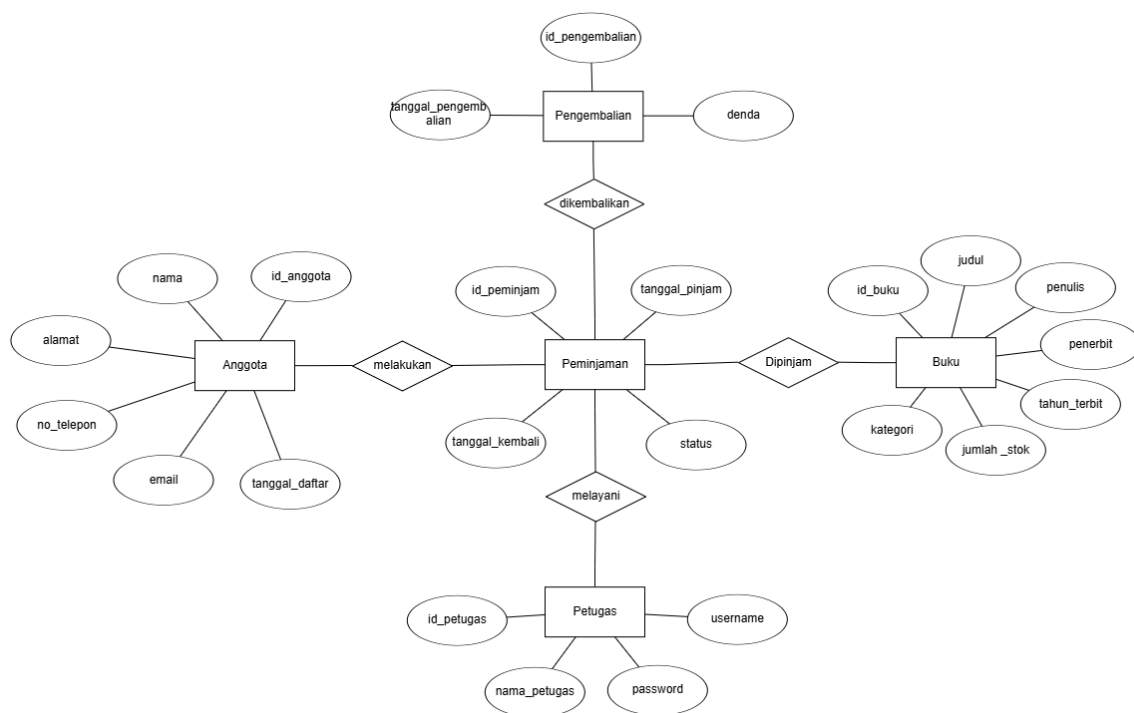 id_pengembalian
tanggal_pengemb
alian
Pengembalian
denda
dikembalikan
nama
id_anggota
id_peminjam
tanggal_pinjam
id_buku
judul
penulis
alamat
Anggota
melakukan
Peminjaman
Dipinjam
Buku
penerbit
tahun_terbit
no_telepon
tanggal_kembali
status
kategori
jumlah _stok
email
tanggal_daftar
melayani
id_petugas
Petugas
username
nama_petugas
password